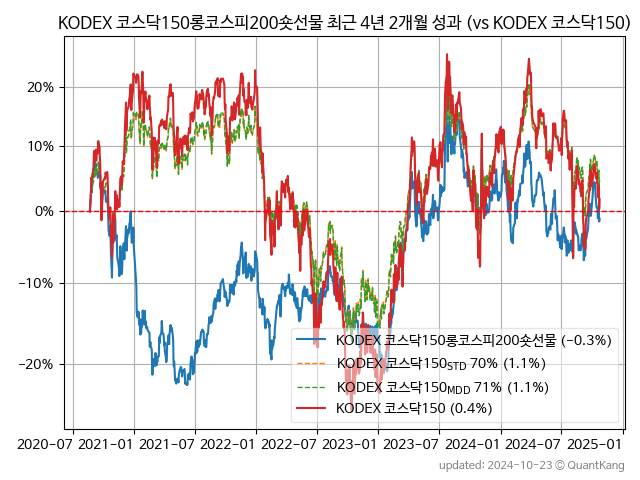 KODEX 코스닥150롱코스피200숏선물 최근 4년 2개월 성과 (vs KODEX 코스닥150)
20%
10%
0%
−10%
−20%
KODEX 코스닥150롱코스피200숏선물 (−0.3%)
KODEX 코스닥150STD 70% (1.1%)
KODEX 코스닥150MDD 71% (1.1%)
KODEX 코스닥150 (0.4%)
2020-07 2021-01 2021-07 2022-01 2022-07 2023-01 2023-07 2024-01 2024-07 2025-01
updated: 2024-10-23 © QuantKang